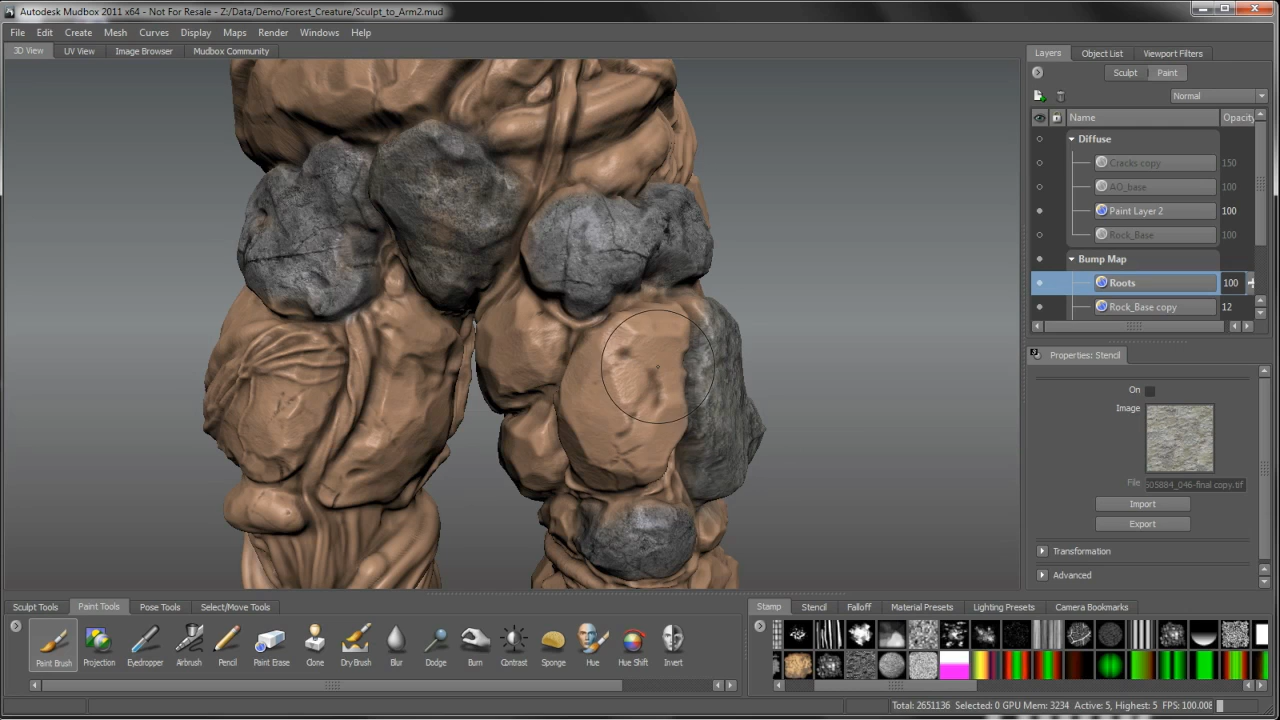 Autodesk Mudbox 2011 x64 - Not For Resale - Z:/Data/Demo/Forest_Creature/Sculpt_to_Arm2.mud
File Edit Create Mesh Curves Display Maps Render Windows Help
3D View UV View Image Browser Mudbox Community
Layers Object List Viewport Filters
Sculpt Paint
Normal
Name Opacity
Diffuse
Cracks copy 150
AO_base 100
Paint Layer 2 100
Rock_Base 100
Bump Map
Roots 100
Rock_Base copy 12
Properties: Stencil
On
Image
File 505884_046-final copy.tif
Import
Export
Transformation
Advanced
Sculpt Tools Paint Tools Pose Tools Select/Move Tools
Stamp Stencil Falloff Material Presets Lighting Presets Camera Bookmarks
Paint Brush Projection Eyedropper Airbrush Pencil Paint Erase Clone Dry Brush Blur Dodge Burn Contrast Sponge Hue Hue Shift Invert
Total: 2651136 Selected: 0 GPU Mem: 3234 Active: 5, Highest: 5 FPS: 100.008